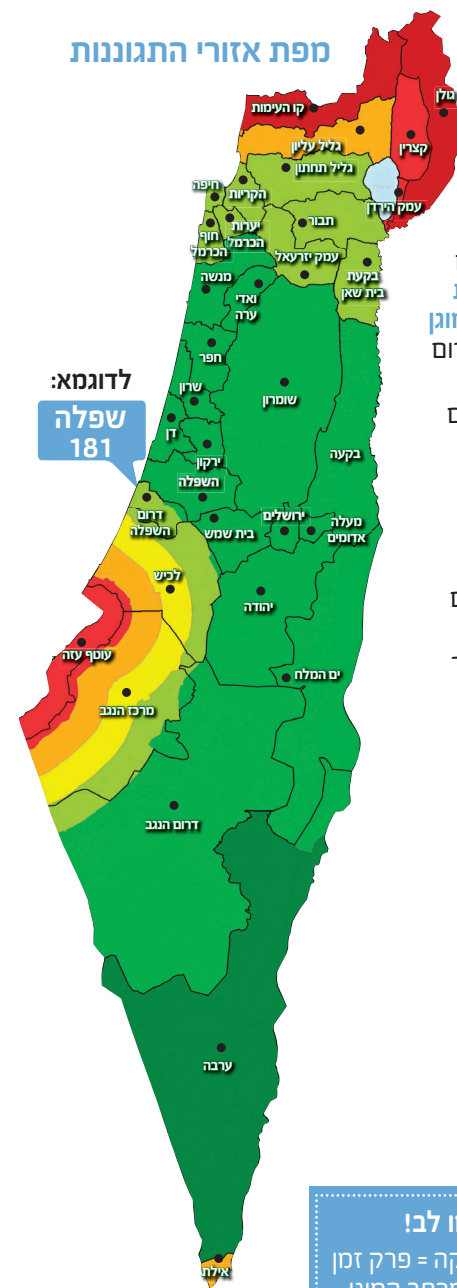 מפת אזורי התגוננות
גולן
קו העימות
קצרין
גליל עליון
גליל תחתון
עמק הירדן
חיפה
הקריות
תבור
יערות
הכרמל
חוף
הכרמל
עמק יזרעאל
בקעת
בית שאן
מנשה
ואדי
ערה
חפר
שומרון
שרון
לדוגמא:
שפלה
181
דן
ירקון
בקעה
השפלה
דרום
השפלה
ירושלים
בית שמש
מעלה
אדומים
לכיש
יהודה
עוטף עזה
ים המלח
מרכז הנגב
דרום הנגב
ערבה
אילת